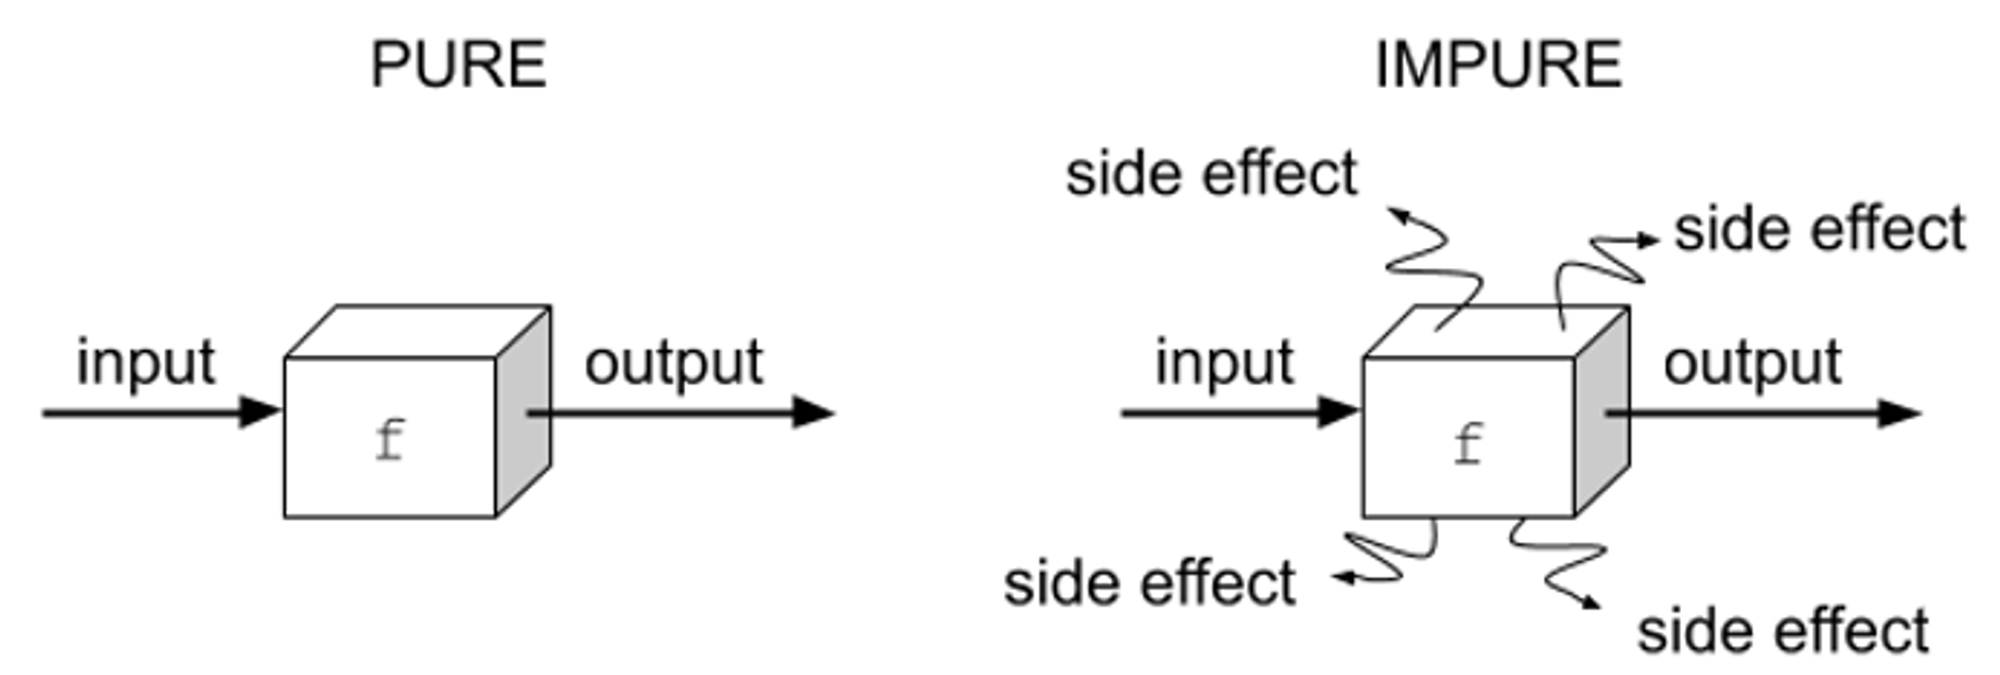 PURE
input
output
f
IMPURE
side effect
side effect
input
output
f
side effect
side effect